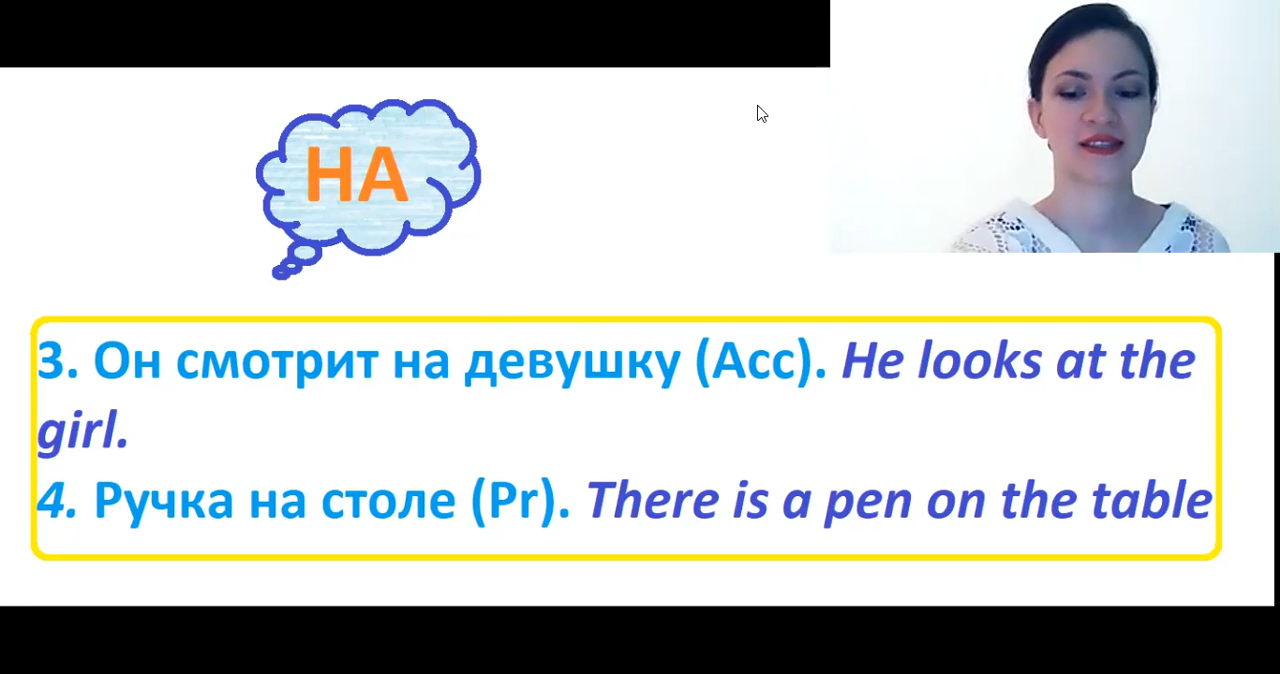 НА
3. Он смотрит на девушку (Acc). He looks at the
girl.
4. Ручка на столе (Pr). There is a pen on the table